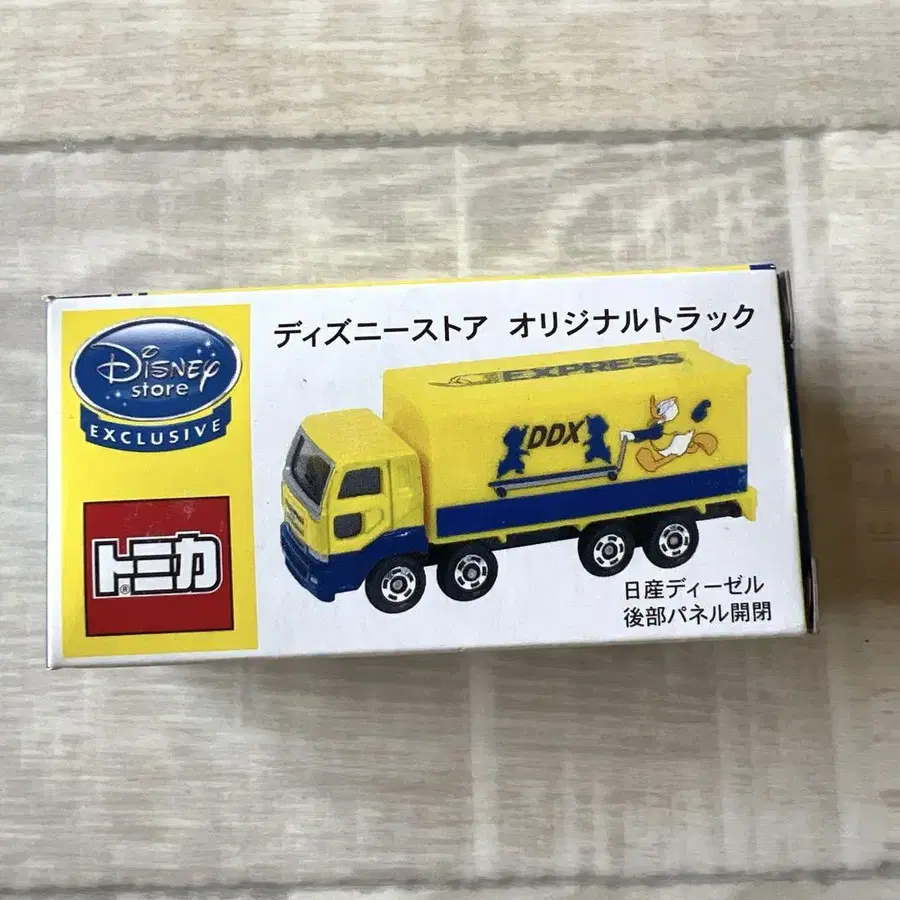 Disney
store
EXCLUSIVE
トミカ®
ディズニーストア オリジナルトラック
EXPRESS
DDX
日産ディーゼル
後部パネル開閉